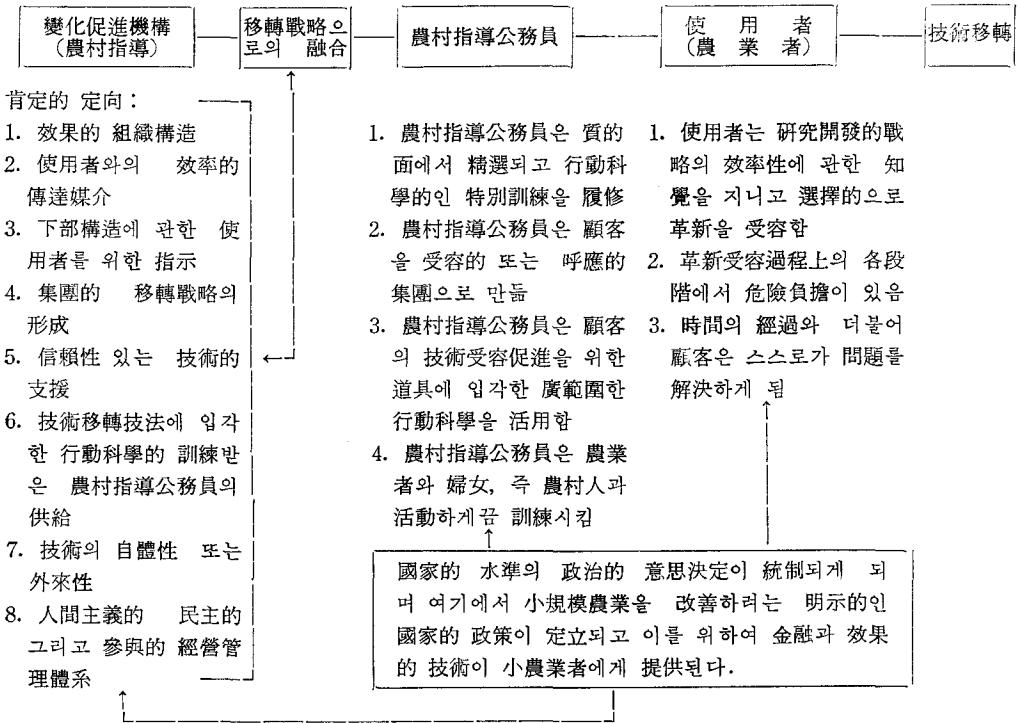 變化促進機構
(農村指導)
移轉戰略으
로의 融合
農村指導公務員
使用者
(農業者)
技術移轉
肯定的 定向：
1. 效果的 組織構造
2. 使用者와의 效率的
傳達媒介
3. 下部構造에 관한 使
用者를 위한 指示
4. 集團的 移轉戰略의
形成
5. 信賴性 있는 技術的
支援
6. 技術移轉技法에 입각
한 行動科學的 訓練받
은 農村指導公務員의
供給
7. 技術의 自體性 또는
外來性
8. 人間主義的 民主的
그리고 參與的 經營管
理體系
1. 農村指導公務員은 質的
面에서 精選되고 行動科
學的인 特別訓練을 履修
2. 農村指導公務員은 顧客
을 受容的 또는 呼應的
集團으로 만듦
3. 農村指導公務員은 顧客
의 技術受容促進을 위한
道具에 입각한 廣範圍한
行動科學을 活用함
4. 農村指導公務員은 農業
者와 婦女, 즉 農村人과
活動하게끔 訓練시킴
1. 使用者는 硏究開發的戰
略의 效率性에 관한 知
覺을 지니고 選擇的으로
革新을 受容함
2. 革新受容過程上의 各段
階에서 危險負擔이 있음
3. 時間의 經過와 더불어
顧客은 스스로가 問題를
解決하게 됨
國家的 水準의 政治的 意思決定이 統制되게 되
며 여기에서 小規模農業을 改善하려는 明示的인
國家的 政策이 定立되고 이를 위하여 金融과 效果
的 技術이 小農業者에게 提供된다.